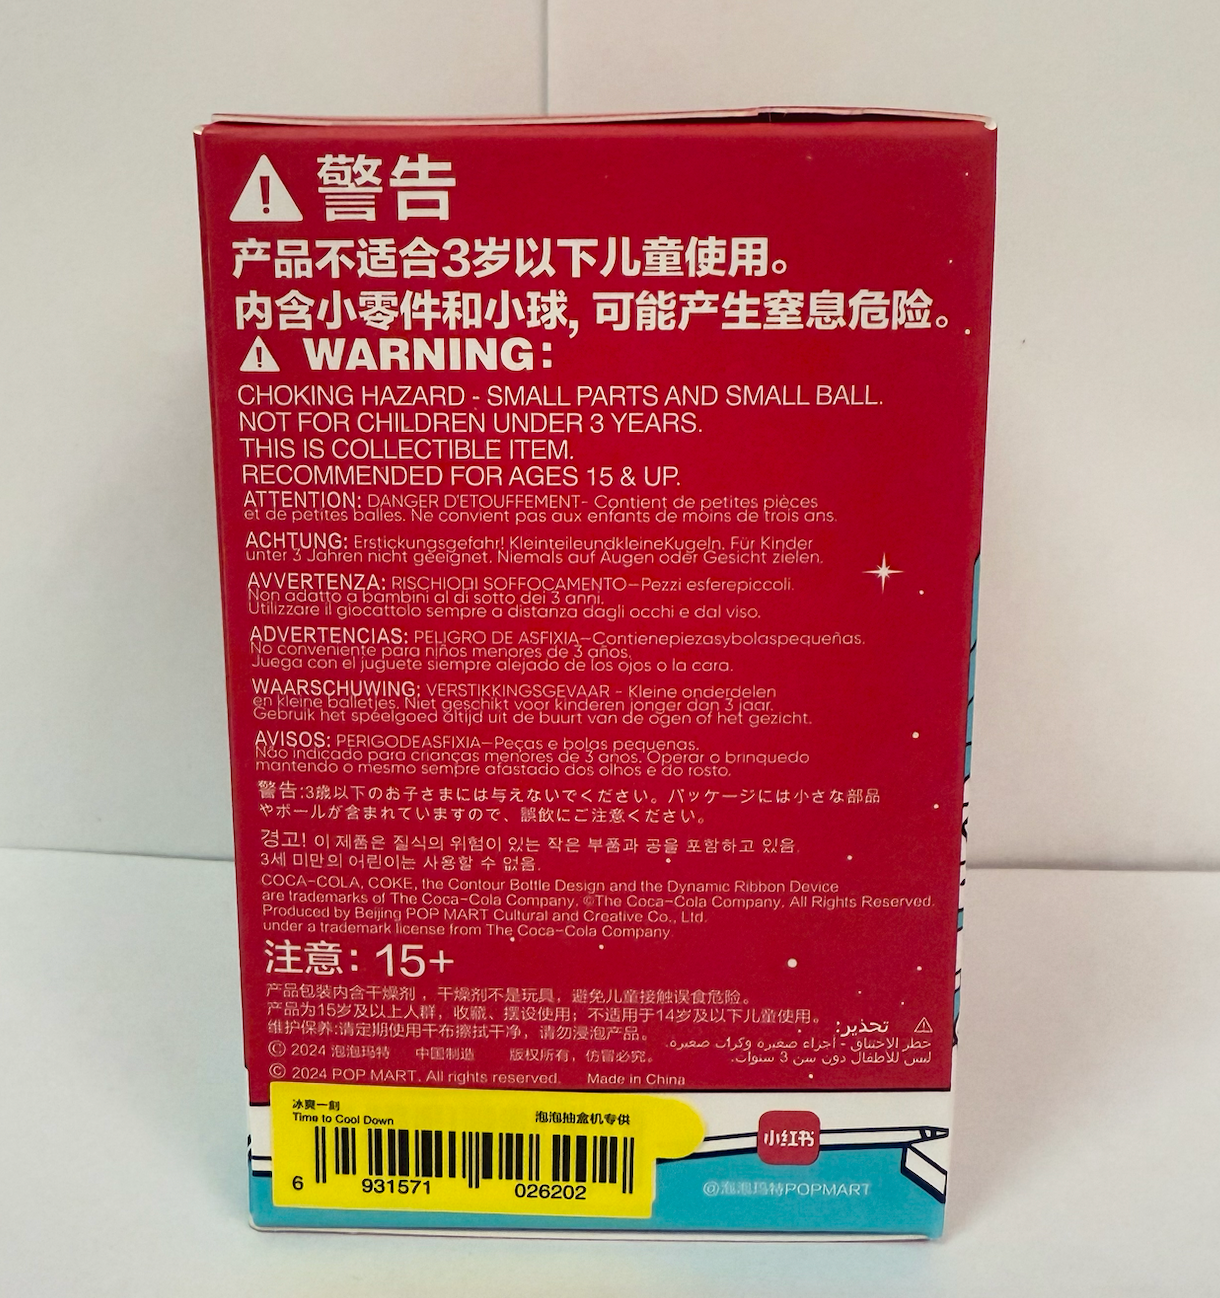 警告
产品不适合3岁以下儿童使用。
内含小零件和小球, 可能产生窒息危险。
WARNING:
CHOKING HAZARD - SMALL PARTS AND SMALL BALL.
NOT FOR CHILDREN UNDER 3 YEARS.
THIS IS COLLECTIBLE ITEM.
RECOMMENDED FOR AGES 15 & UP.
ATTENTION: DANGER D'ETOUFFEMENT- Contient de petites pièces
et de petites balles. Ne convient pas aux enfants de moins de trois ans.
ACHTUNG: Erstickungsgefahr! KleinteileundkleineKugeln. Für Kinder
unter 3 Jahren nicht geeignet. Niemals auf Augen oder Gesicht zielen.
AVVERTENZA: RISCHIODI SOFFOCAMENTO—Pezzi esferepiccoli.
Non adatto a bambini al di sotto dei 3 anni.
Utilizzare il giocattolo sempre a distanza dagli occhi e dal viso.
ADVERTENCIAS: PELIGRO DE ASFIXIA—Contienepiezasybolaspequeñas.
No conveniente para niños menores de 3 años.
Juega con el juguete siempre alejado de los ojos o la cara.
WAARSCHUWING: VERSTIKKINGSGEVAAR - Kleine onderdelen
en kleine balletjes. Niet geschikt voor kinderen jonger dan 3 jaar.
Gebruik het speelgoed altijd uit de buurt van de ogen of het gezicht.
AVISOS: PERIGODEASFIXIA—Peças e bolas pequenas.
Não indicado para crianças menores de 3 anos. Operar o brinquedo
mantendo o mesmo sempre afastado dos olhos e do rosto.
警告:3歳以下のお子さまには与えないでください。パッケージには小さな部品
やボールが含まれていますので、誤飲にご注意ください。
경고! 이 제품은 질식의 위험이 있는 작은 부품과 공을 포함하고 있음.
3세 미만의 어린이는 사용할 수 없음.
COCA-COLA, COKE, the Contour Bottle Design and the Dynamic Ribbon Device
are trademarks of The Coca-Cola Company. ©The Coca-Cola Company. All Rights Reserved.
Produced by Beijing POP MART Cultural and Creative Co., Ltd.
under a trademark license from The Coca-Cola Company.
注意: 15+
产品包装内含干燥剂，干燥剂不是玩具，避免儿童接触误食危险。
产品为15岁及以上人群，收藏、摆设使用；不适用于14岁及以下儿童使用。
维护保养:请定期使用干布擦拭干净，请勿浸泡产品。
تحذير:
خطر الاختناق - أجزاء صغيرة وكرات صغيرة.
ليس للأطفال دون سن 3 سنوات.
© 2024 泡泡玛特 中国制造 版权所有，仿冒必究。
© 2024 POP MART. All rights reserved. Made in China
冰爽一刻
Time to Cool Down
泡泡抽盒机专供
6 931571 026202
小红书
@泡泡玛特POPMART